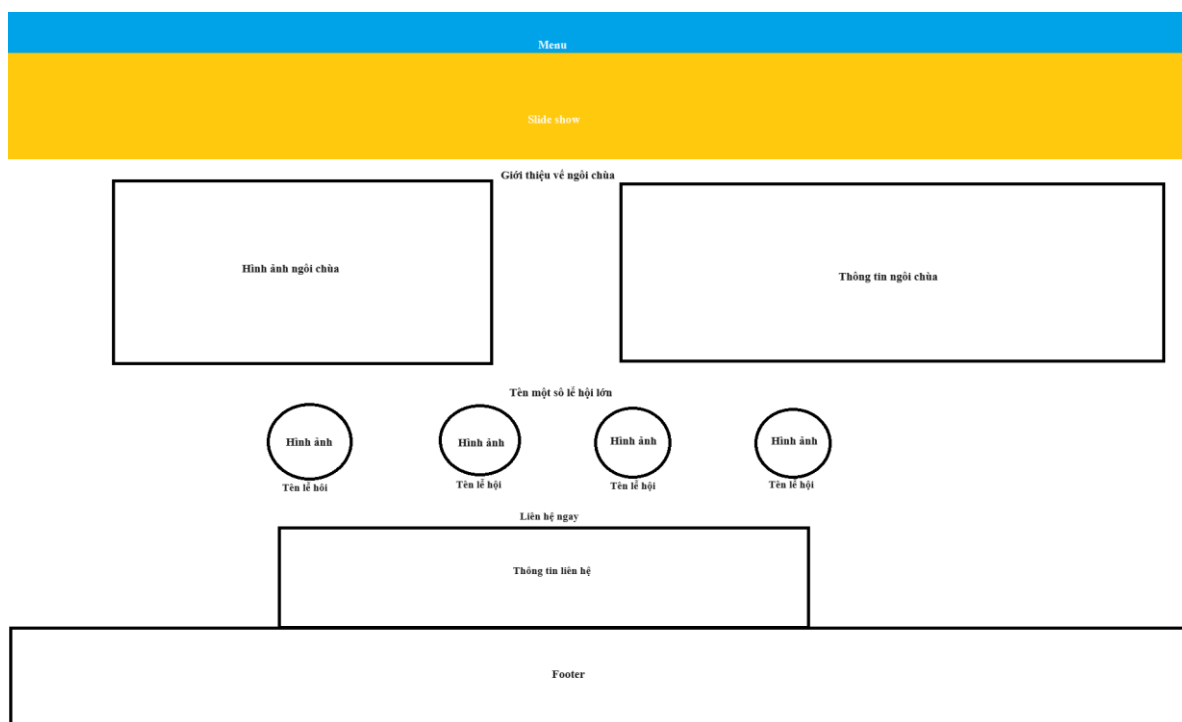 Menu
Slide show
Giới thiệu về ngôi chùa
Hình ảnh ngôi chùa
Thông tin ngôi chùa
Tên một sô lễ hội lớn
Hình ảnh
Hình ảnh
Hình ảnh
Hình ảnh
Tên lễ hôi
Tên lễ hội
Tên lễ hội
Tên lễ hội
Liên hệ ngay
Thông tin liên hệ
Footer